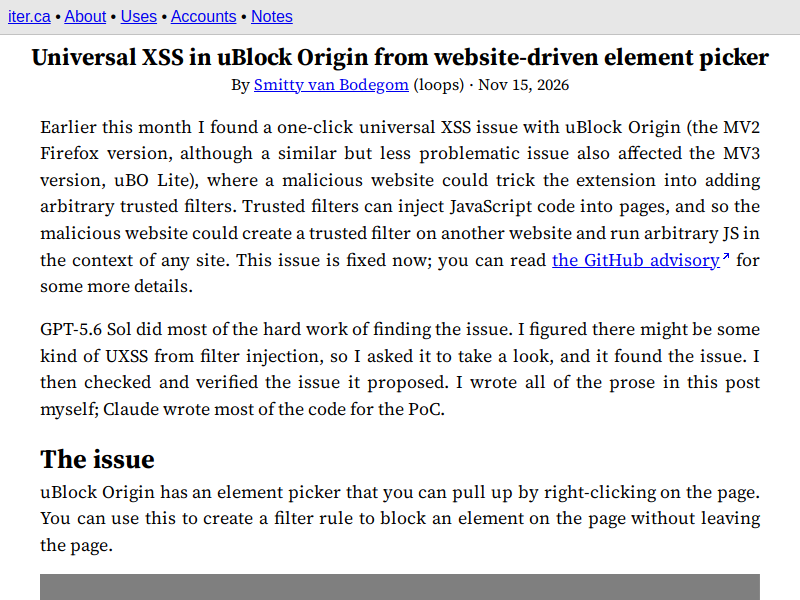 iter.ca • About • Uses • Accounts • Notes
Universal XSS in uBlock Origin from website-driven element picker
By Smitty van Bodegom (loops) · Nov 15, 2026
Earlier this month I found a one-click universal XSS issue with uBlock Origin (the MV2
Firefox version, although a similar but less problematic issue also affected the MV3
version, uBO Lite), where a malicious website could trick the extension into adding
arbitrary trusted filters. Trusted filters can inject JavaScript code into pages, and so the
malicious website could create a trusted filter on another website and run arbitrary JS in
the context of any site. This issue is fixed now; you can read the GitHub advisory↗ for
some more details.
GPT-5.6 Sol did most of the hard work of finding the issue. I figured there might be some
kind of UXSS from filter injection, so I asked it to take a look, and it found the issue. I
then checked and verified the issue it proposed. I wrote all of the prose in this post
myself; Claude wrote most of the code for the PoC.
The issue
uBlock Origin has an element picker that you can pull up by right-clicking on the page.
You can use this to create a filter rule to block an element on the page without leaving
the page.